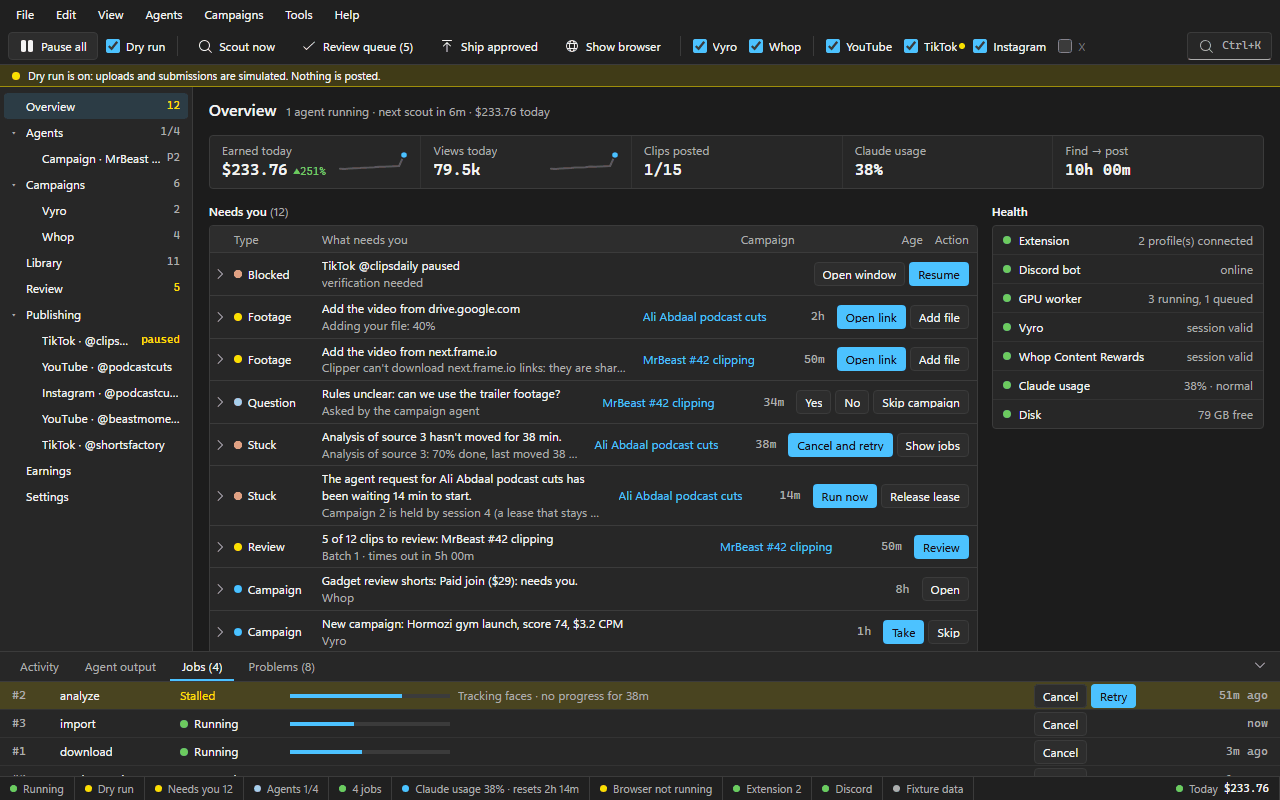 File Edit View Agents Campaigns Tools Help
Pause all Dry run Scout now Review queue (5) Ship approved Show browser Vyro Whop YouTube TikTok Instagram X Ctrl+K
Dry run is on: uploads and submissions are simulated. Nothing is posted.
Overview 12
Agents 1/4
Campaign · MrBeast ... P2
Campaigns 6
Vyro 2
Whop 4
Library 11
Review 5
Publishing
TikTok · @clips... paused
YouTube · @podcastcuts
Instagram · @podcastcu...
YouTube · @beastmome...
TikTok · @shortsfactory
Earnings
Settings
Overview 1 agent running · next scout in 6m · $233.76 today
Earned today
$233.76 ▲251%
Views today
79.5k
Clips posted
1/15
Claude usage
38%
Find → post
10h 00m
Needs you (12)
Type What needs you Campaign Age Action
Blocked TikTok @clipsdaily paused Open window Resume
verification needed
Footage Add the video from drive.google.com Ali Abdaal podcast cuts 2h Open link Add file
Adding your file: 40%
Footage Add the video from next.frame.io MrBeast #42 clipping 50m Open link Add file
Clipper can't download next.frame.io links: they are shar...
Question Rules unclear: can we use the trailer footage? MrBeast #42 clipping 34m Yes No Skip campaign
Asked by the campaign agent
Stuck Analysis of source 3 hasn't moved for 38 min. Ali Abdaal podcast cuts 38m Cancel and retry Show jobs
Analysis of source 3: 70% done, last moved 38 ...
Stuck The agent request for Ali Abdaal podcast cuts has
been waiting 14 min to start. Ali Abdaal podcast cuts 14m Run now Release lease
Campaign 2 is held by session 4 (a lease that stays ...
Review 5 of 12 clips to review: MrBeast #42 clipping MrBeast #42 clipping 50m Review
Batch 1 · times out in 5h 00m
Campaign Gadget review shorts: Paid join ($29): needs you. 8h Open
Whop
Campaign New campaign: Hormozi gym launch, score 74, $3.2 CPM 1h Take Skip
Vyro
Health
Extension 2 profile(s) connected
Discord bot online
GPU worker 3 running, 1 queued
Vyro session valid
Whop Content Rewards session valid
Claude usage 38% · normal
Disk 79 GB free
Activity Agent output Jobs (4) Problems (8)
#2 analyze Stalled Tracking faces · no progress for 38m Cancel Retry 51m ago
#3 import Running Cancel now
#1 download Running Cancel 3m ago
Running Dry run Needs you 12 Agents 1/4 4 jobs Claude usage 38% · resets 2h 14m Browser not running Extension 2 Discord Fixture data Today $233.76